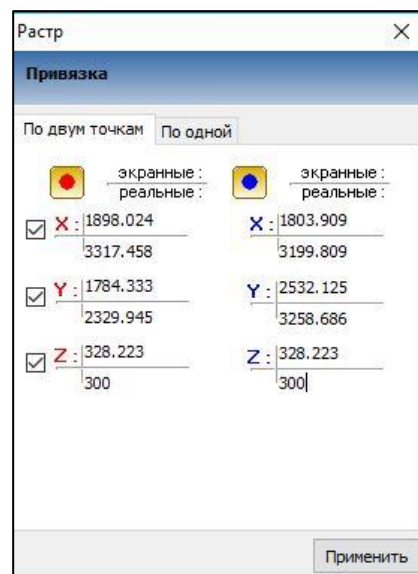 Растр
Привязка
По двум точкам По одной
экранные : экранные :
реальные : реальные :
X : 1898.024 X : 1803.909
3317.458 3199.809
Y : 1784.333 Y : 2532.125
2329.945 3258.686
Z : 328.223 Z : 328.223
300 300
Применить